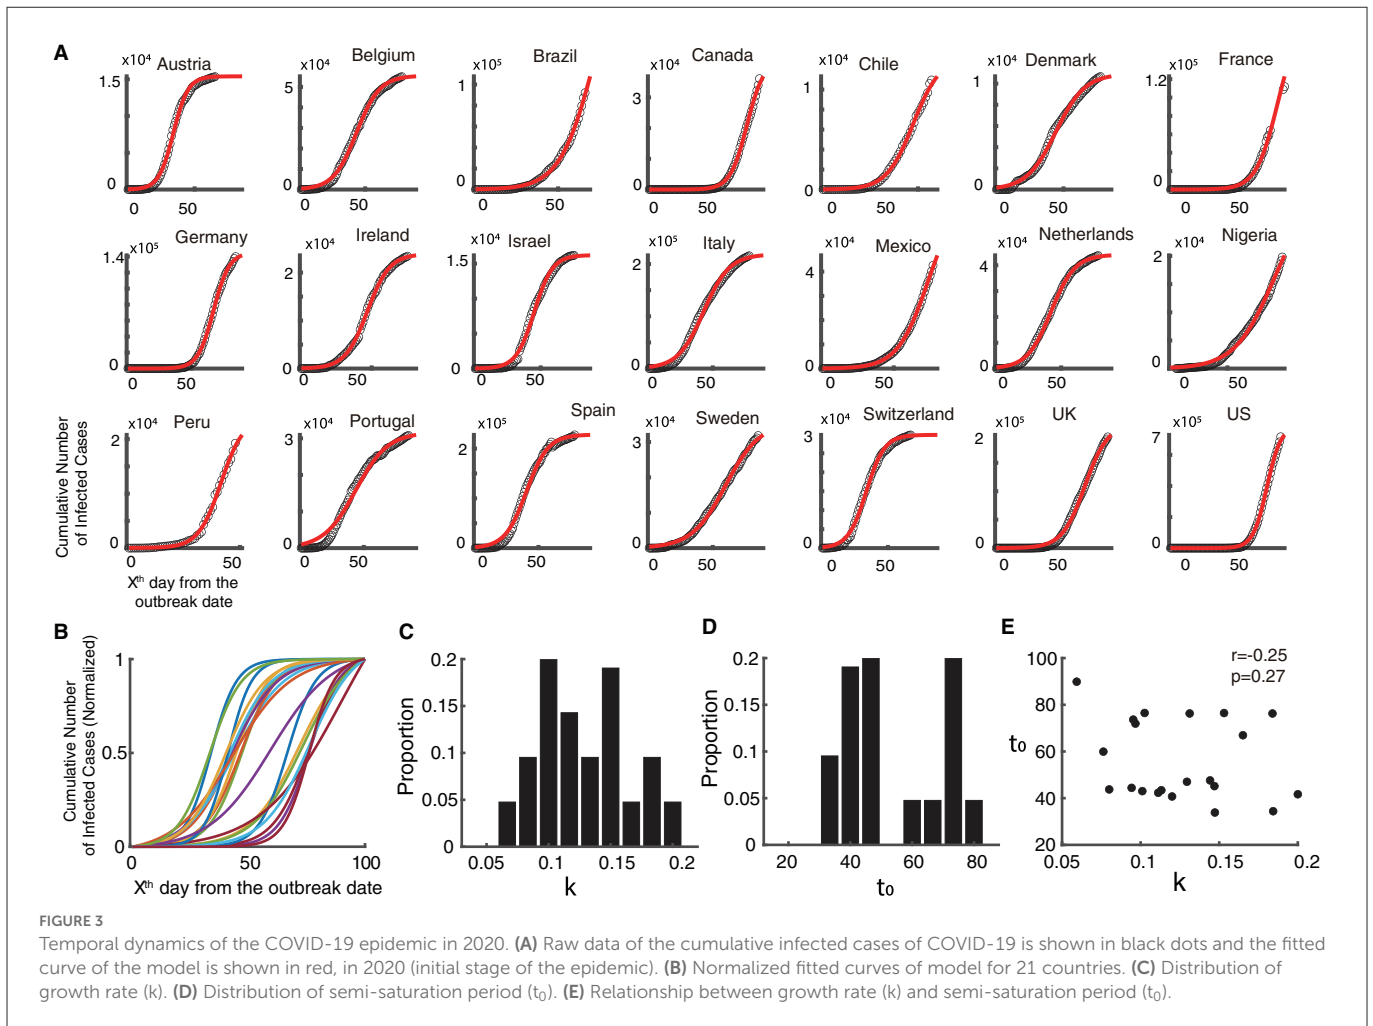 A
x10⁴ Austria
1.5
0
0 50
x10⁴ Belgium
5
0
0 50
x10⁵ Brazil
1
0
0 50
x10⁴ Canada
3
0
0 50
x10⁴ Chile
1
0
0 50
x10⁴ Denmark
1
0
0 50
x10⁵ France
1.2
0
0 50
x10⁵ Germany
1.4
0
0 50
x10⁴ Ireland
2
0
0 50
x10⁴ Israel
1.5
0
0 50
x10⁵ Italy
2
0
0 50
x10⁴ Mexico
4
0
0 50
x10⁴ Netherlands
4
0
0 50
x10⁴ Nigeria
2
0
0 50
Cumulative Number
of Infected Cases
x10⁴ Peru
2
0
0 50
Xᵗʰ day from the
outbreak date
x10⁴ Portugal
3
0
0 50
x10⁵ Spain
2
0
0 50
x10⁴ Sweden
3
0
0 50
x10⁴ Switzerland
3
0
0 50
x10⁵ UK
2
0
0 50
x10⁵ US
7
0
0 50
B
Cumulative Number
of Infected Cases (Normalized)
1
0.5
0
0 50 100
Xᵗʰ day from the outbreak date
C
Proportion
0.2
0.15
0.1
0.05
0
0.05 0.1 0.15 0.2
k
D
Proportion
0.2
0.15
0.1
0.05
0
20 40 60 80
t₀
E
r=-0.25
p=0.27
t₀
100
80
60
40
20
0.05 0.1 0.15 0.2
k
FIGURE 3
Temporal dynamics of the COVID-19 epidemic in 2020. (A) Raw data of the cumulative infected cases of COVID-19 is shown in black dots and the fitted
curve of the model is shown in red, in 2020 (initial stage of the epidemic). (B) Normalized fitted curves of model for 21 countries. (C) Distribution of
growth rate (k). (D) Distribution of semi-saturation period (t₀). (E) Relationship between growth rate (k) and semi-saturation period (t₀).